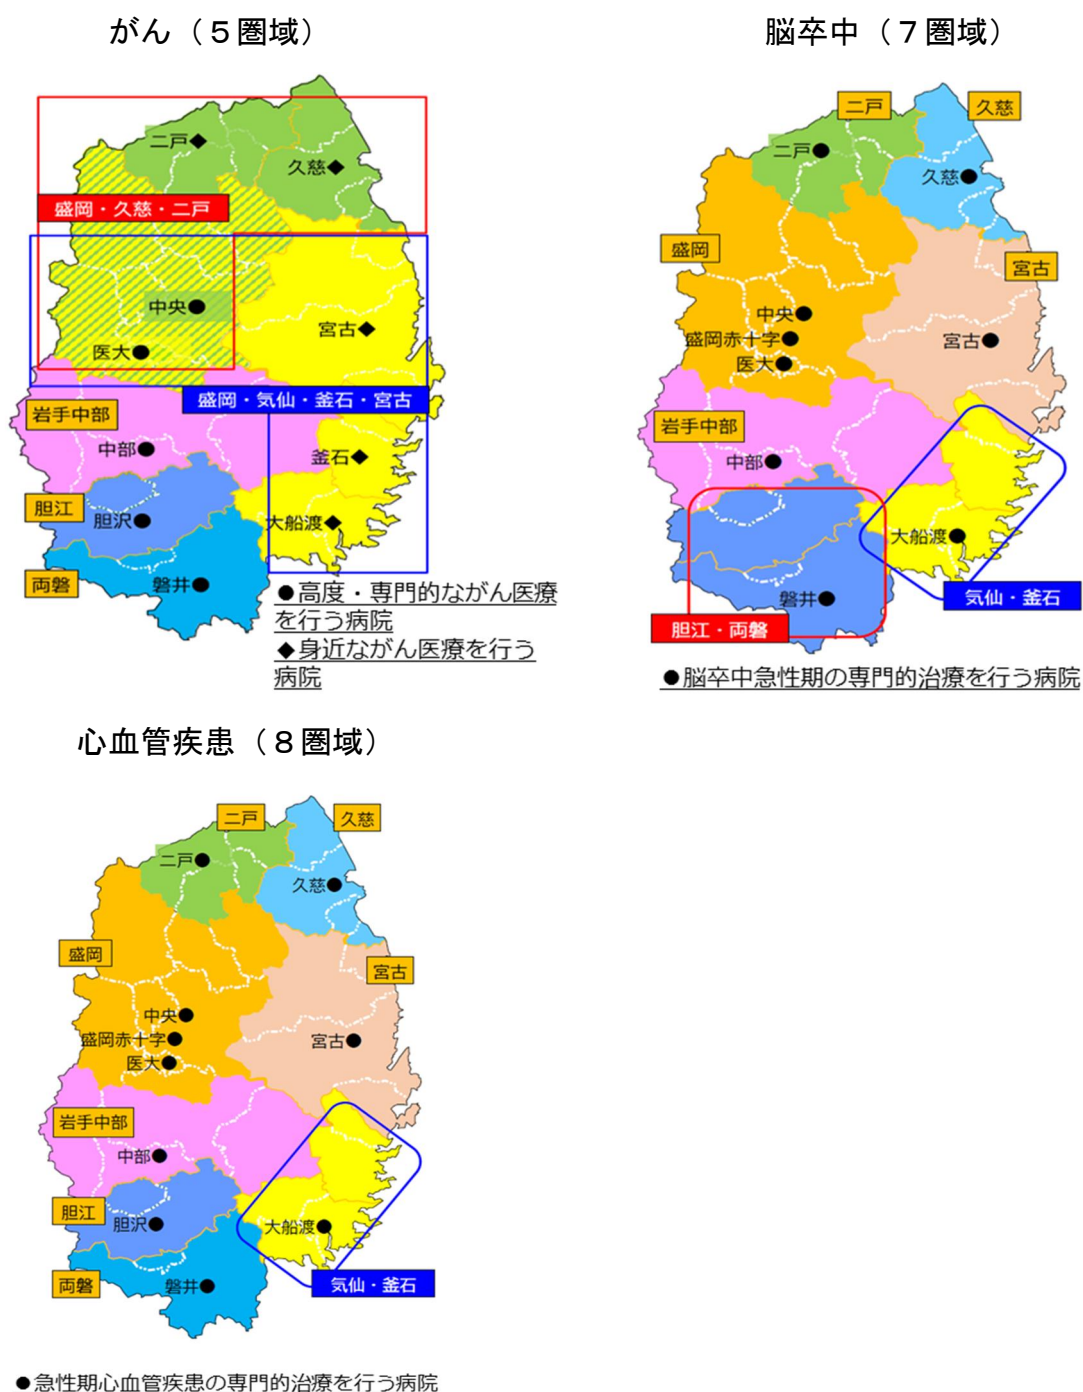 がん（５圏域）
二戸◆
久慈◆
盛岡・久慈・二戸
中央●
宮古◆
医大●
盛岡・気仙・釜石・宮古
岩手中部
中部●
釜石◆
胆江
胆沢●
大船渡◆
両磐
磐井●
●高度・専門的ながん医療
を行う病院
◆身近ながん医療を行う
病院
脳卒中（７圏域）
二戸
久慈
二戸●
久慈●
盛岡
宮古
中央●
盛岡赤十字●
宮古●
医大●
岩手中部
中部●
大船渡●
磐井●
気仙・釜石
胆江・両磐
●脳卒中急性期の専門的治療を行う病院
心血管疾患（８圏域）
二戸
久慈
二戸●
久慈●
盛岡
宮古
中央●
盛岡赤十字●
宮古●
医大●
岩手中部
中部●
胆江
胆沢●
大船渡●
両磐
磐井●
気仙・釜石
●急性期心血管疾患の専門的治療を行う病院